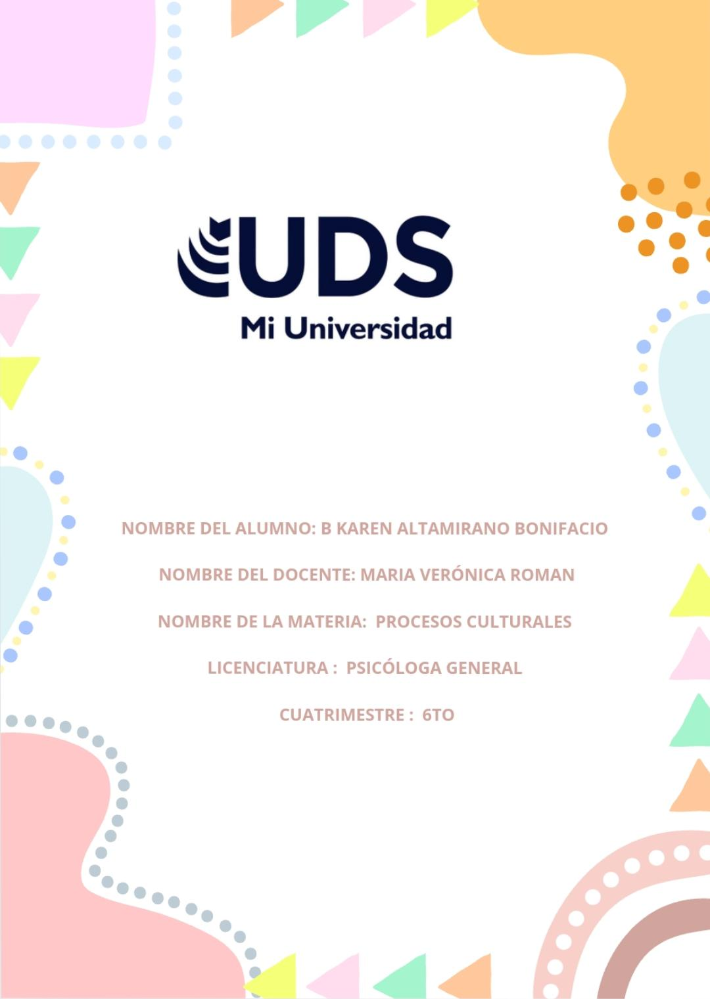 UDS
Mi Universidad
NOMBRE DEL ALUMNO: B KAREN ALTAMIRANO BONIFACIO
NOMBRE DEL DOCENTE: MARIA VERÓNICA ROMAN
NOMBRE DE LA MATERIA: PROCESOS CULTURALES
LICENCIATURA : PSICÓLOGA GENERAL
CUATRIMESTRE : 6TO